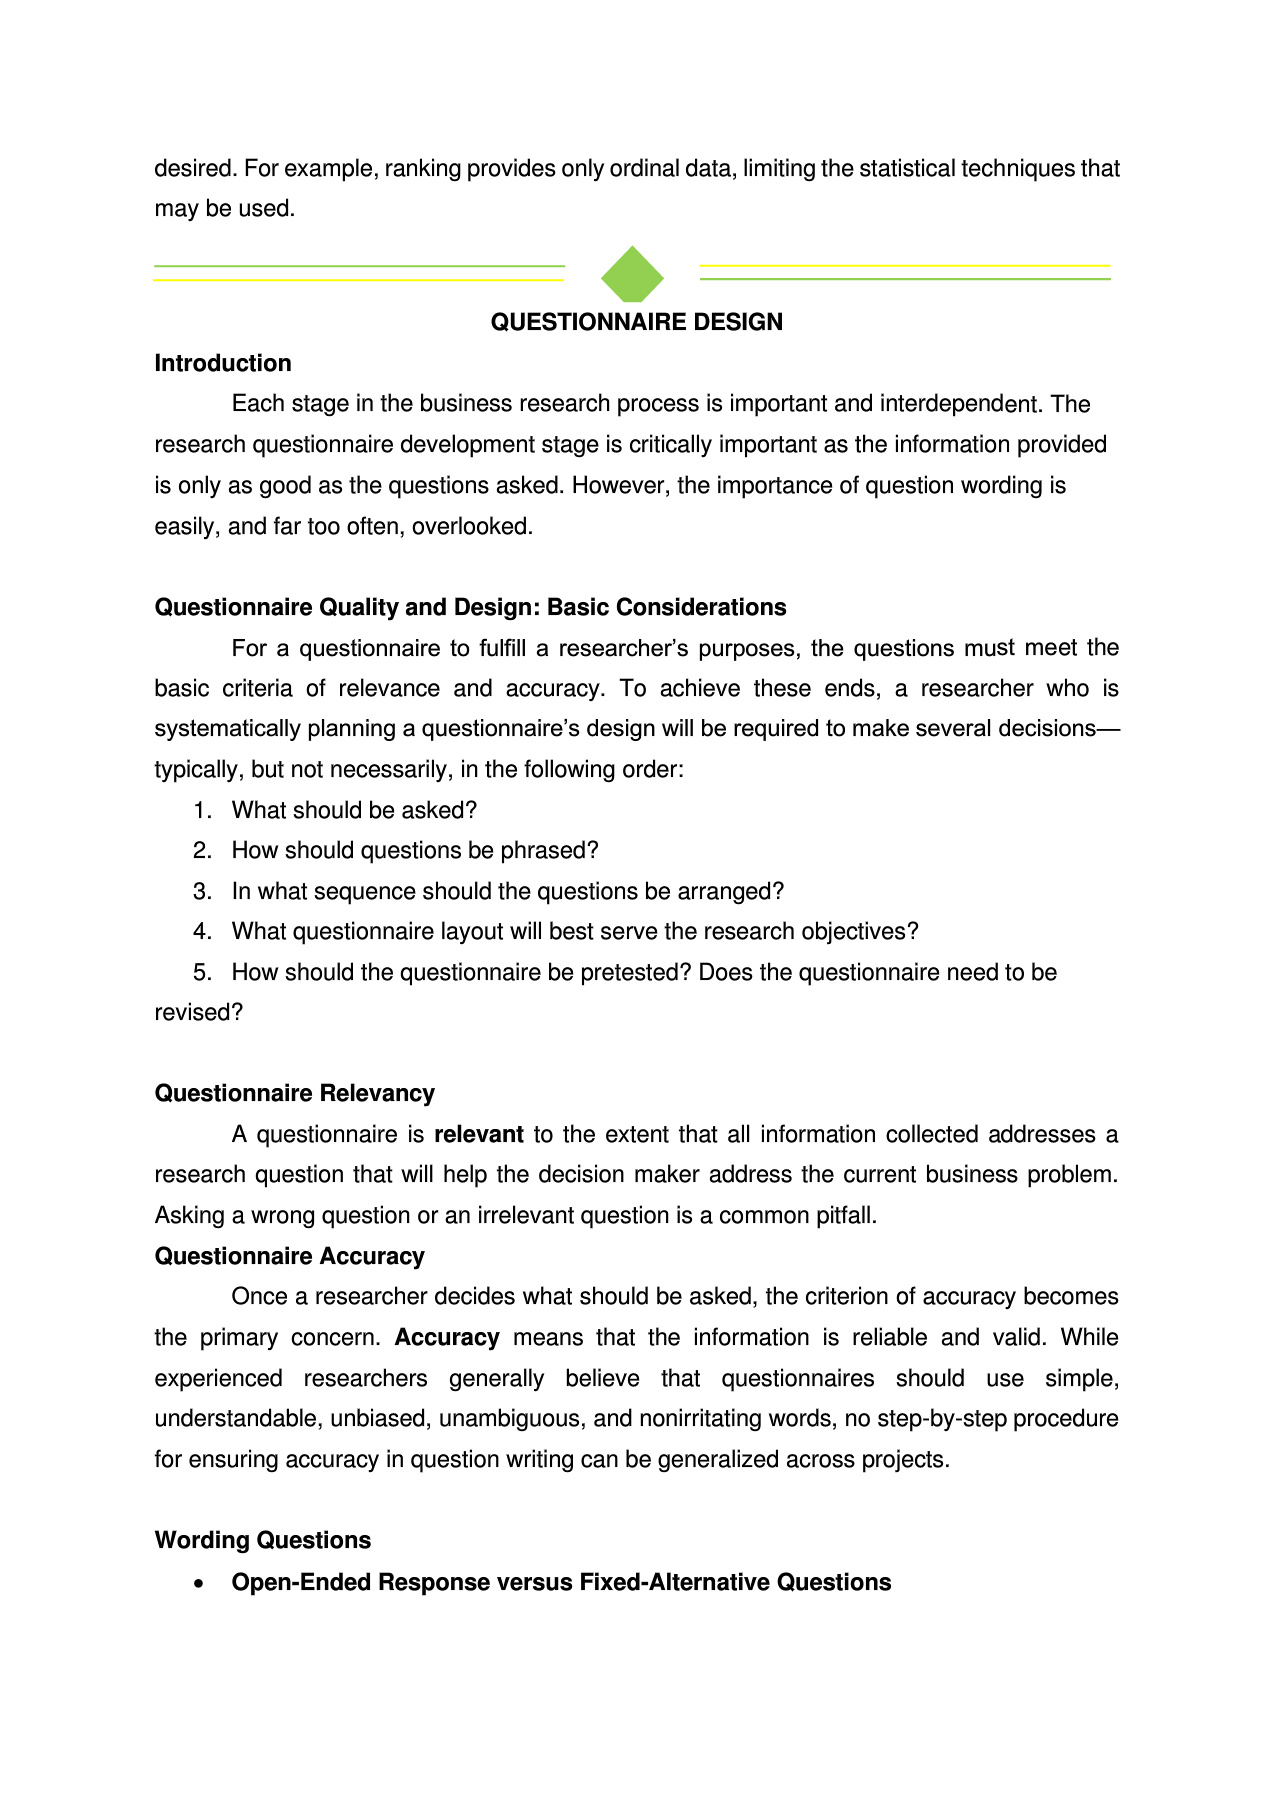 desired. For example, ranking provides only ordinal data, limiting the statistical techniques that
may be used.
QUESTIONNAIRE DESIGN
Introduction
Each stage in the business research process is important and interdependent. The
research questionnaire development stage is critically important as the information provided
is only as good as the questions asked. However, the importance of question wording is
easily, and far too often, overlooked.
Questionnaire Quality and Design: Basic Considerations
For a questionnaire to fulfill a researcher’s purposes, the questions must meet the
basic criteria of relevance and accuracy. To achieve these ends, a researcher who is
systematically planning a questionnaire’s design will be required to make several decisions—
typically, but not necessarily, in the following order:
1. What should be asked?
2. How should questions be phrased?
3. In what sequence should the questions be arranged?
4. What questionnaire layout will best serve the research objectives?
5. How should the questionnaire be pretested? Does the questionnaire need to be
revised?
Questionnaire Relevancy
A questionnaire is relevant to the extent that all information collected addresses a
research question that will help the decision maker address the current business problem.
Asking a wrong question or an irrelevant question is a common pitfall.
Questionnaire Accuracy
Once a researcher decides what should be asked, the criterion of accuracy becomes
the primary concern. Accuracy means that the information is reliable and valid. While
experienced researchers generally believe that questionnaires should use simple,
understandable, unbiased, unambiguous, and nonirritating words, no step-by-step procedure
for ensuring accuracy in question writing can be generalized across projects.
Wording Questions
• Open-Ended Response versus Fixed-Alternative Questions